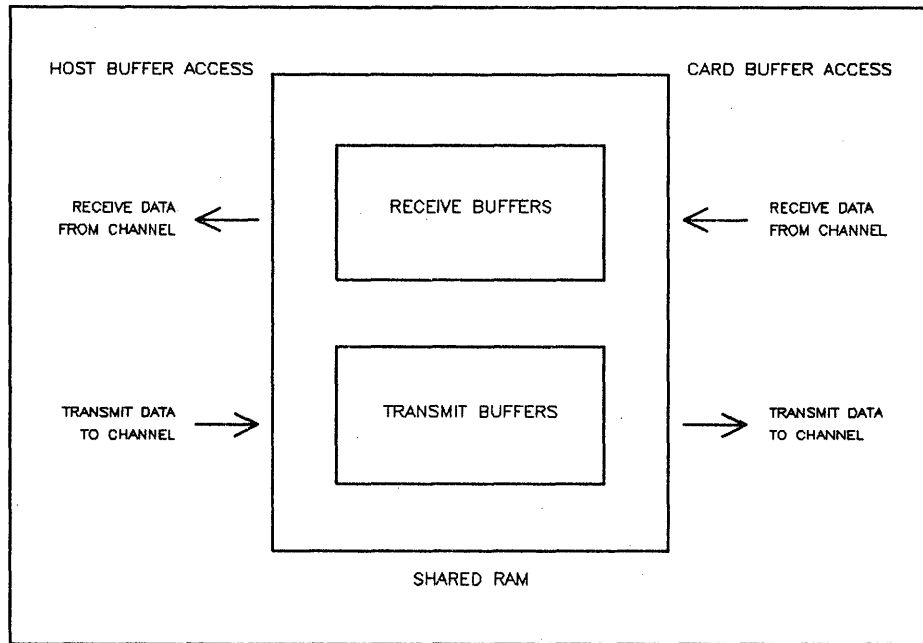 HOST BUFFER ACCESS
CARD BUFFER ACCESS
RECEIVE DATA
FROM CHANNEL
RECEIVE BUFFERS
RECEIVE DATA
FROM CHANNEL
TRANSMIT DATA
TO CHANNEL
TRANSMIT BUFFERS
TRANSMIT DATA
TO CHANNEL
SHARED RAM